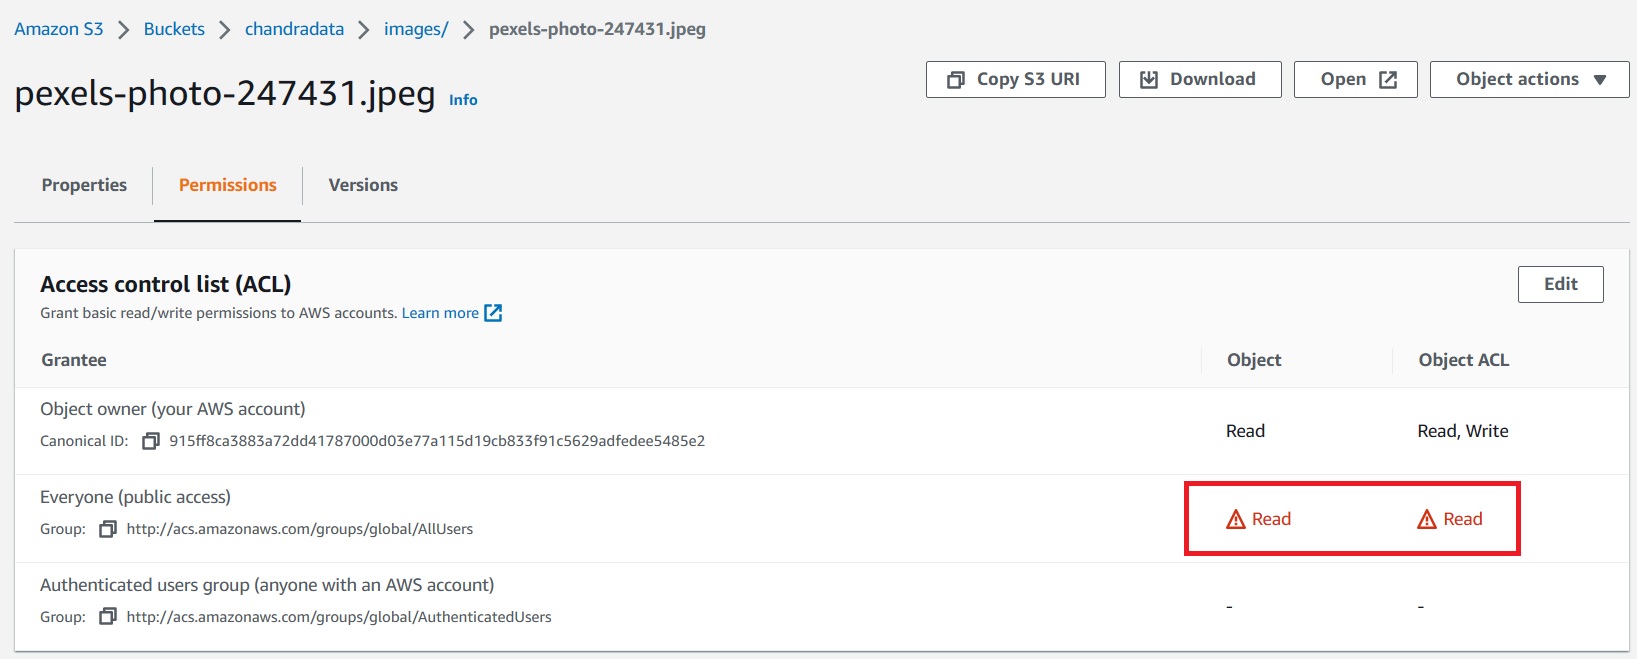 Amazon S3 > Buckets > chandradata > images/ > pexels-photo-247431.jpeg
pexels-photo-247431.jpeg Info
Copy S3 URI Download Open Object actions
Properties Permissions Versions
Access control list (ACL)
Edit
Grant basic read/write permissions to AWS accounts. Learn more
Grantee Object Object ACL
Object owner (your AWS account)
Canonical ID: 915ff8ca3883a72dd41787000d03e77a115d19cb833f91c5629adfedee5485e2
Read Read, Write
Everyone (public access)
Group: http://acs.amazonaws.com/groups/global/AllUsers
Read Read
Authenticated users group (anyone with an AWS account)
Group: http://acs.amazonaws.com/groups/global/AuthenticatedUsers
- -